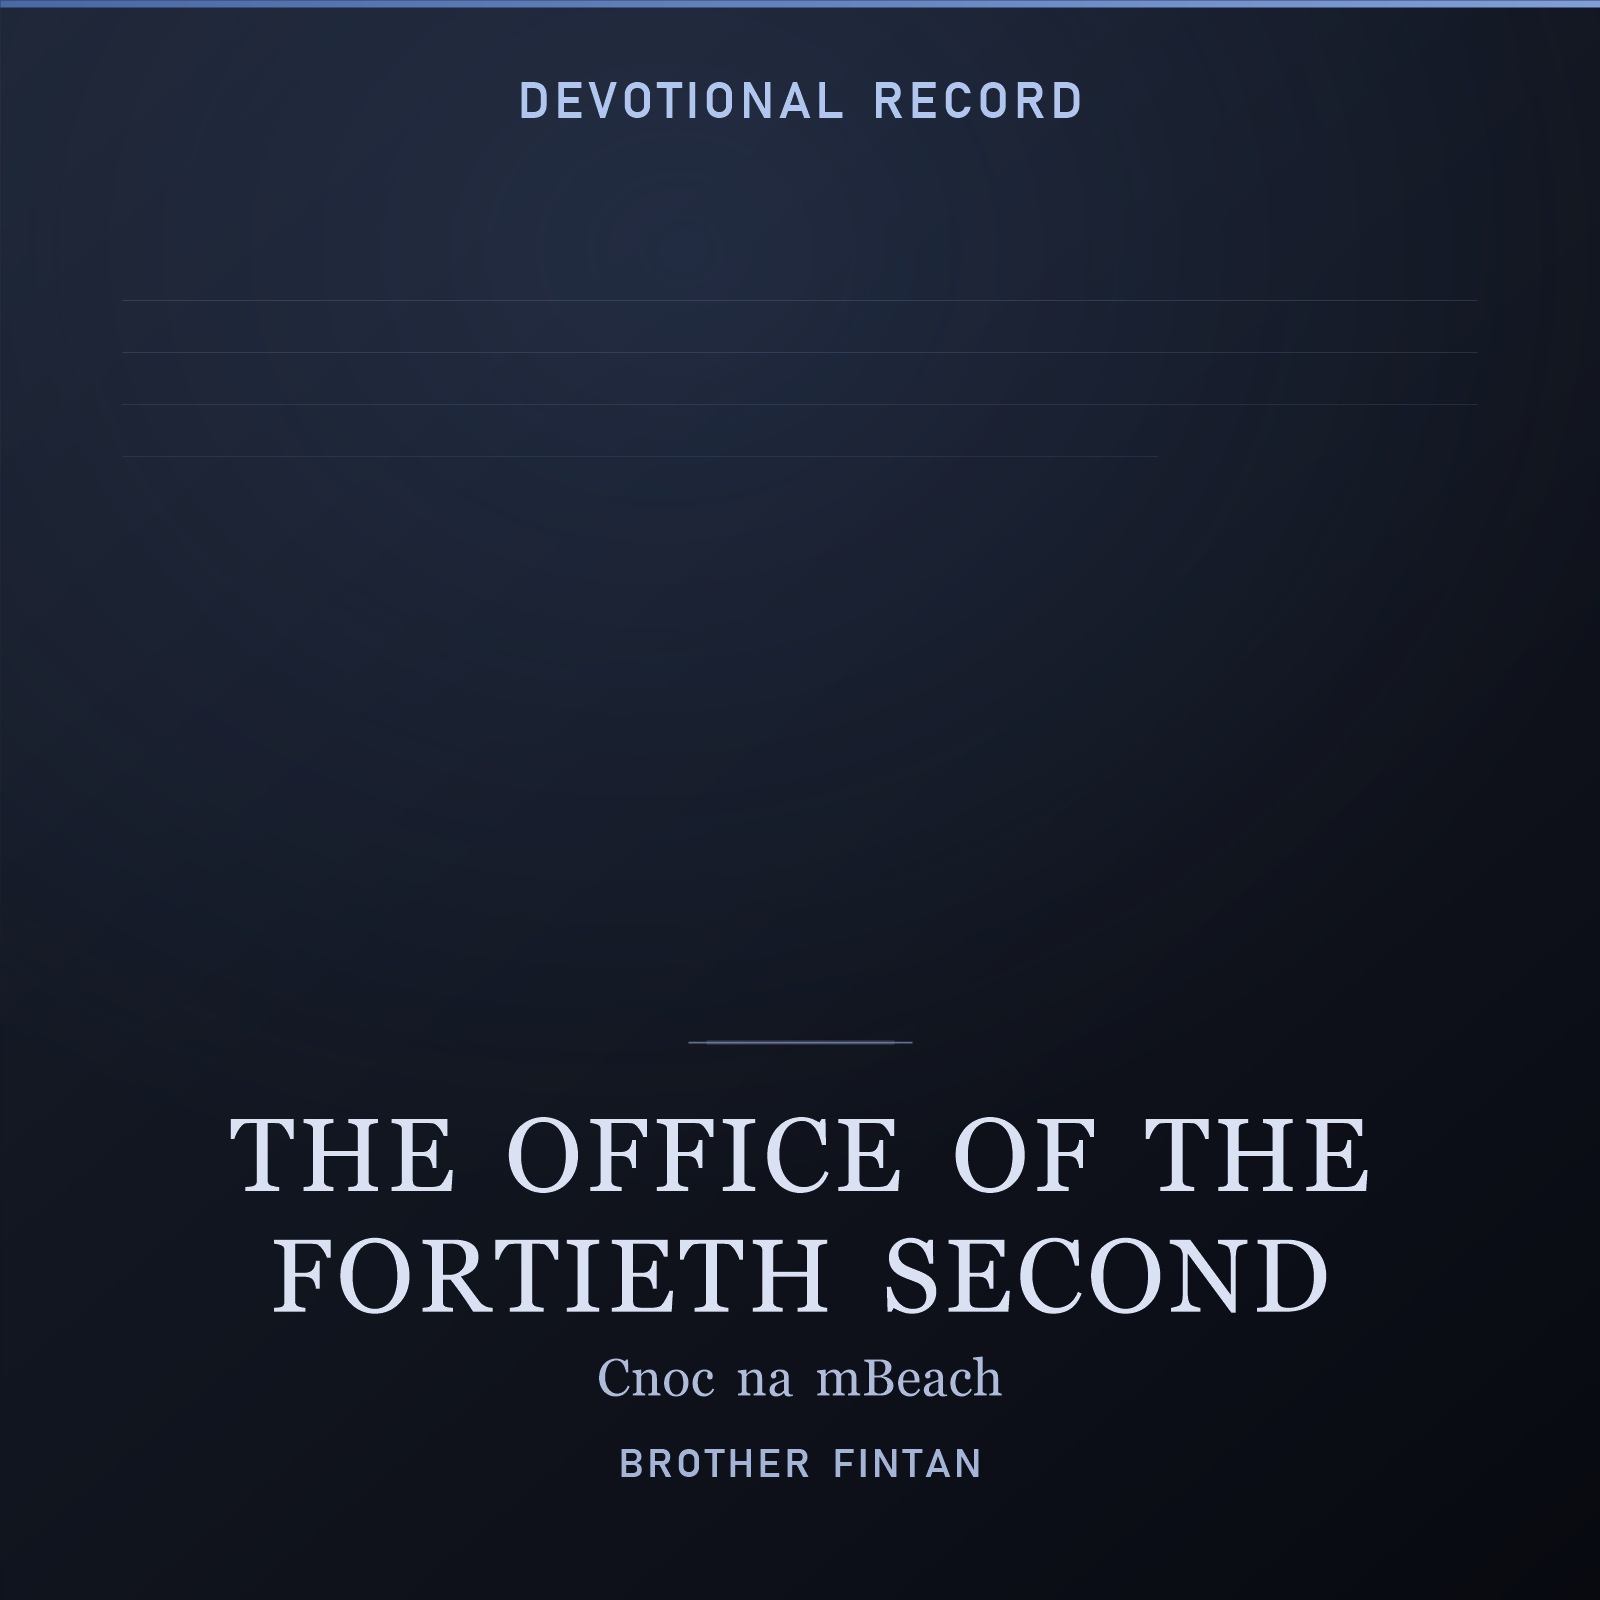 DEVOTIONAL RECORD
THE OFFICE OF THE
FORTIETH SECOND
Cnoc na mBeach
BROTHER FINTAN